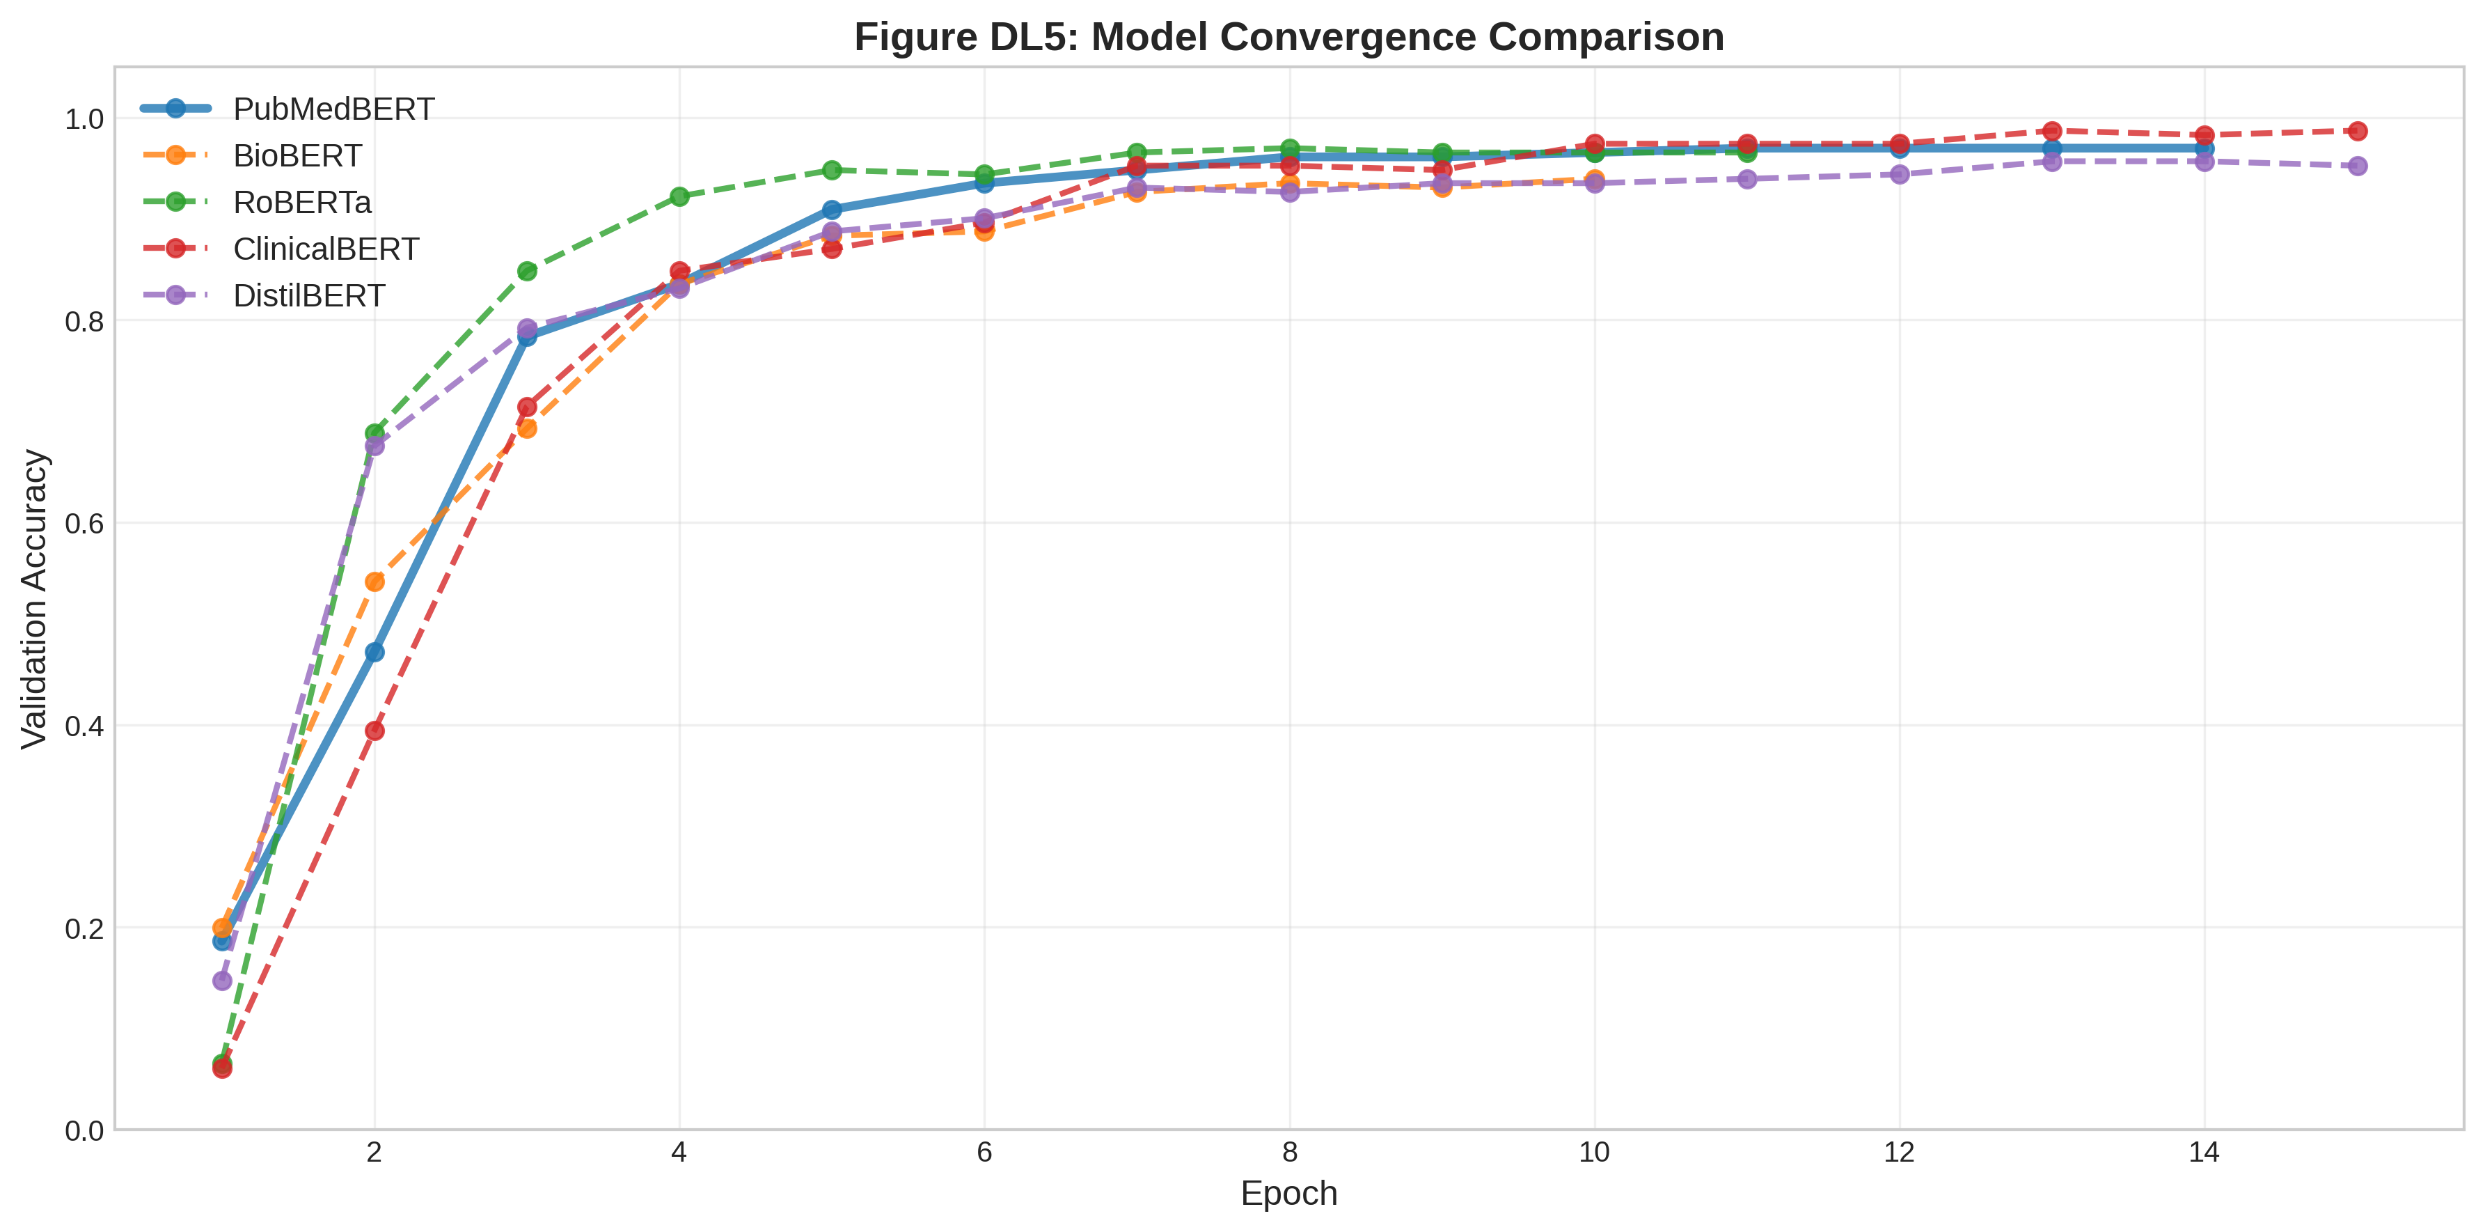 Figure DL5: Model Convergence Comparison
PubMedBERT
BioBERT
RoBERTa
ClinicalBERT
DistilBERT
Validation Accuracy
1.0
0.8
0.6
0.4
0.2
0.0
2 4 6 8 10 12 14
Epoch